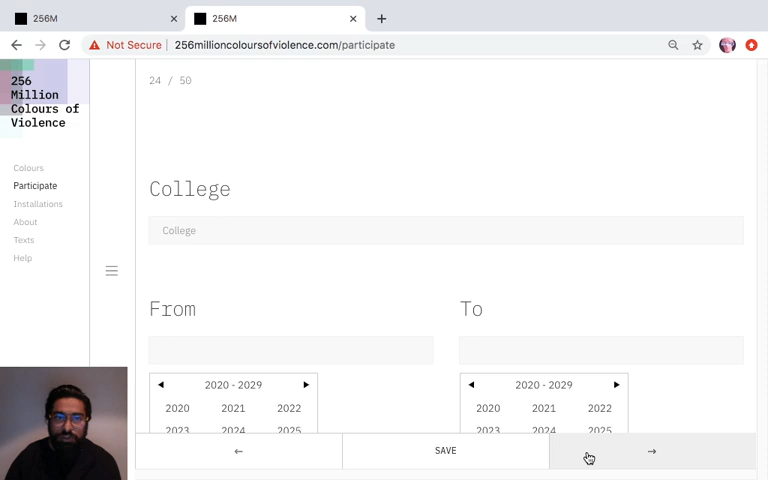 256M
256M
Not Secure
256millioncoloursofviolence.com/participate
256
Million
Colours of
Violence
Colours
Participate
Installations
About
Texts
Help
24 / 50
College
College
From
To
2020 - 2029
2020 - 2029
2020 2021 2022
2020 2021 2022
2023 2024 2025
2023 2024 2025
SAVE